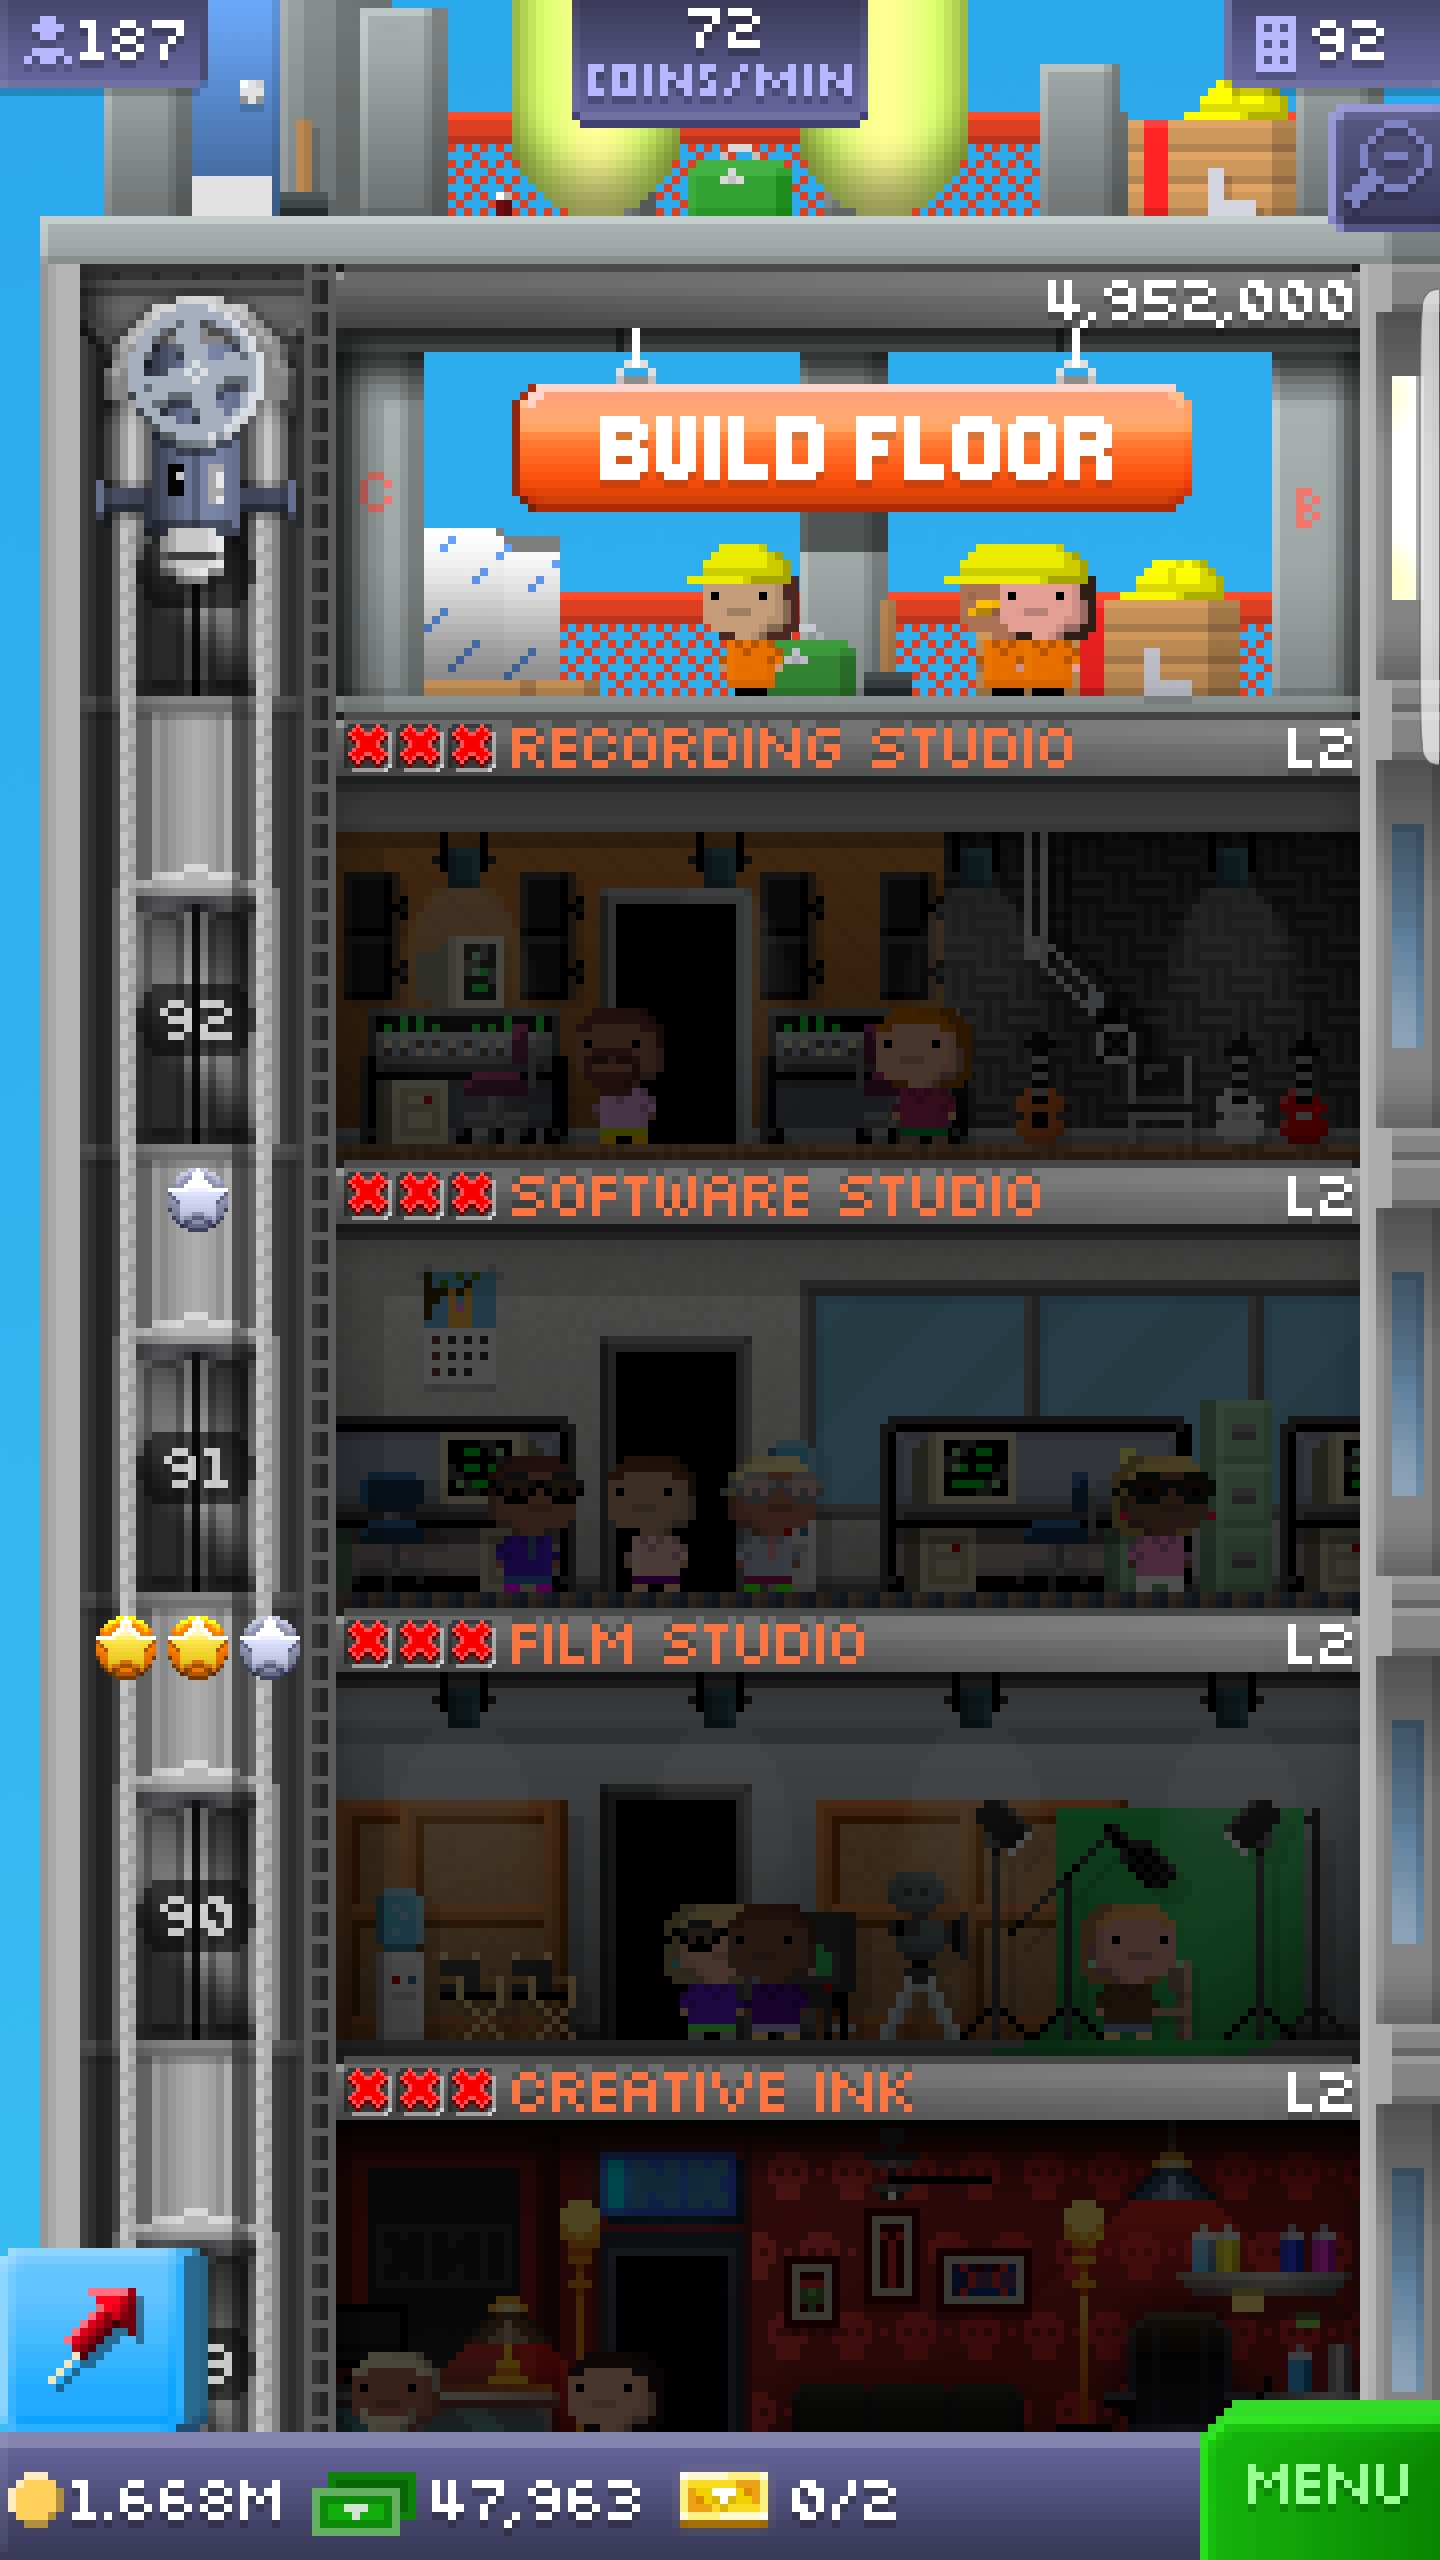 187
72
COINS/MIN
92
4,952,000
BUILD FLOOR
C
B
RECORDING STUDIO L2
92
SOFTWARE STUDIO L2
91
FILM STUDIO L2
90
CREATIVE INK L2
INK
1.668M 47,963 0/2
MENU